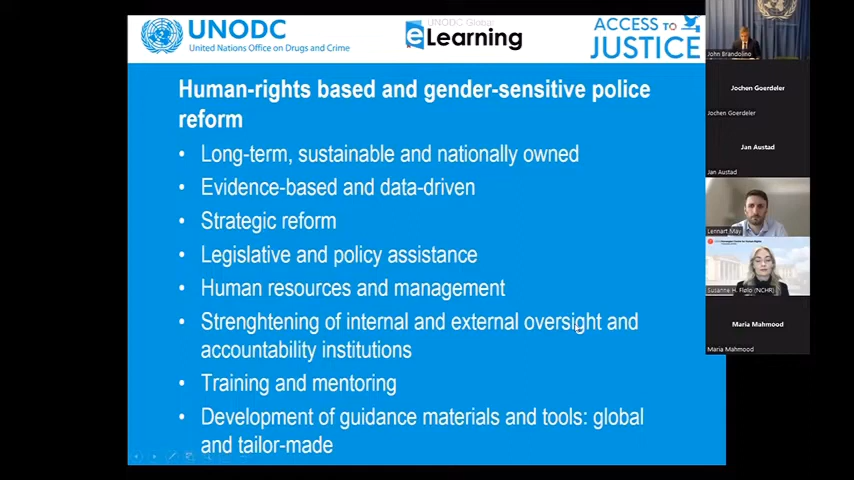 UNODC
United Nations Office on Drugs and Crime
UNODC Global
eLearning
ACCESS TO
JUSTICE
Human-rights based and gender-sensitive police
reform
• Long-term, sustainable and nationally owned
• Evidence-based and data-driven
• Strategic reform
• Legislative and policy assistance
• Human resources and management
• Strenghtening of internal and external oversight and
accountability institutions
• Training and mentoring
• Development of guidance materials and tools: global
and tailor-made
John Brandolino
Jochen Goerdeler
Jochen Goerdeler
Jan Austad
Jan Austad
Lennart May
Susanne H. Flølo (NCHR)
Maria Mahmood
Maria Mahmood